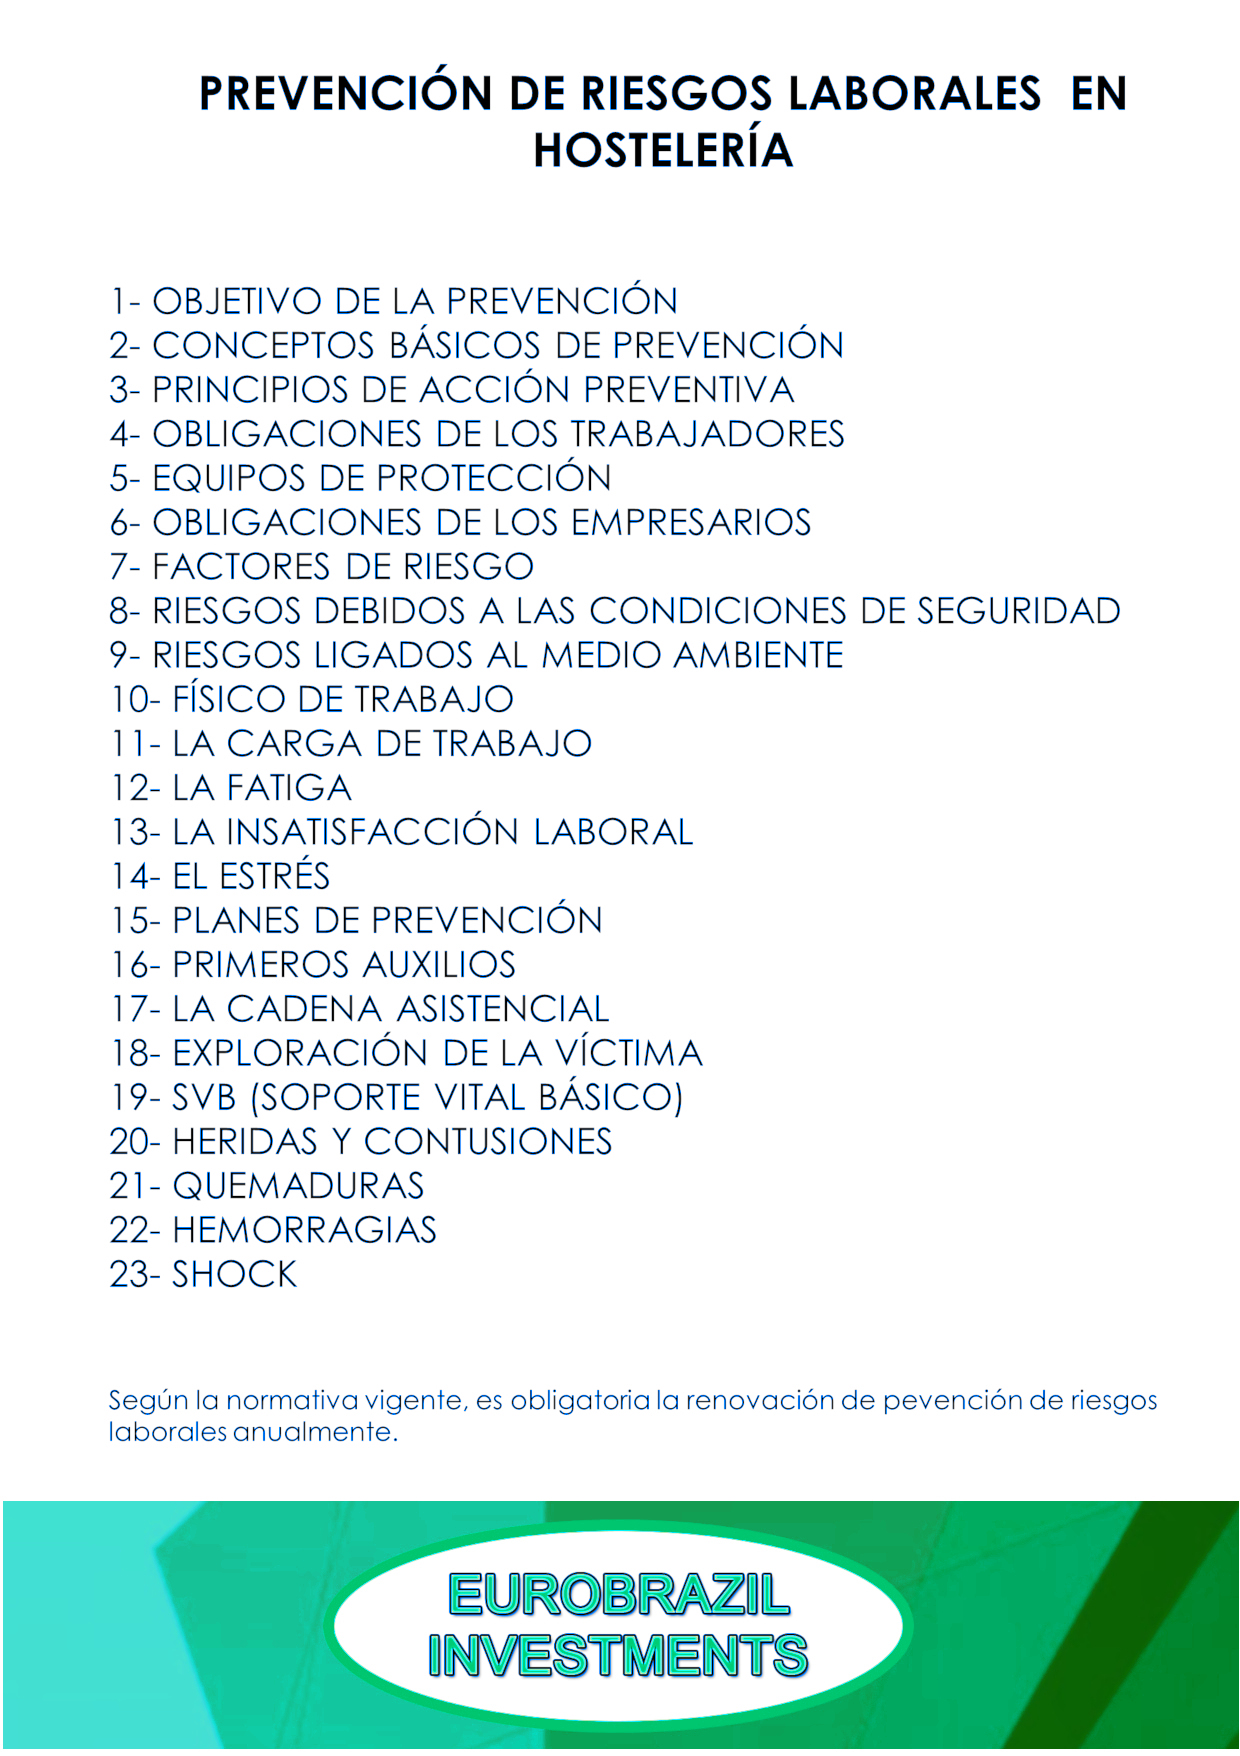 PREVENCIÓN DE RIESGOS LABORALES EN
HOSTELERÍA
1- OBJETIVO DE LA PREVENCIÓN
2- CONCEPTOS BÁSICOS DE PREVENCIÓN
3- PRINCIPIOS DE ACCIÓN PREVENTIVA
4- OBLIGACIONES DE LOS TRABAJADORES
5- EQUIPOS DE PROTECCIÓN
6- OBLIGACIONES DE LOS EMPRESARIOS
7- FACTORES DE RIESGO
8- RIESGOS DEBIDOS A LAS CONDICIONES DE SEGURIDAD
9- RIESGOS LIGADOS AL MEDIO AMBIENTE
10- FÍSICO DE TRABAJO
11- LA CARGA DE TRABAJO
12- LA FATIGA
13- LA INSATISFACCIÓN LABORAL
14- EL ESTRÉS
15- PLANES DE PREVENCIÓN
16- PRIMEROS AUXILIOS
17- LA CADENA ASISTENCIAL
18- EXPLORACIÓN DE LA VÍCTIMA
19- SVB (SOPORTE VITAL BÁSICO)
20- HERIDAS Y CONTUSIONES
21- QUEMADURAS
22- HEMORRAGIAS
23- SHOCK
Según la normativa vigente, es obligatoria la renovación de pevención de riesgos
laborales anualmente.
EUROBRAZIL
INVESTMENTS